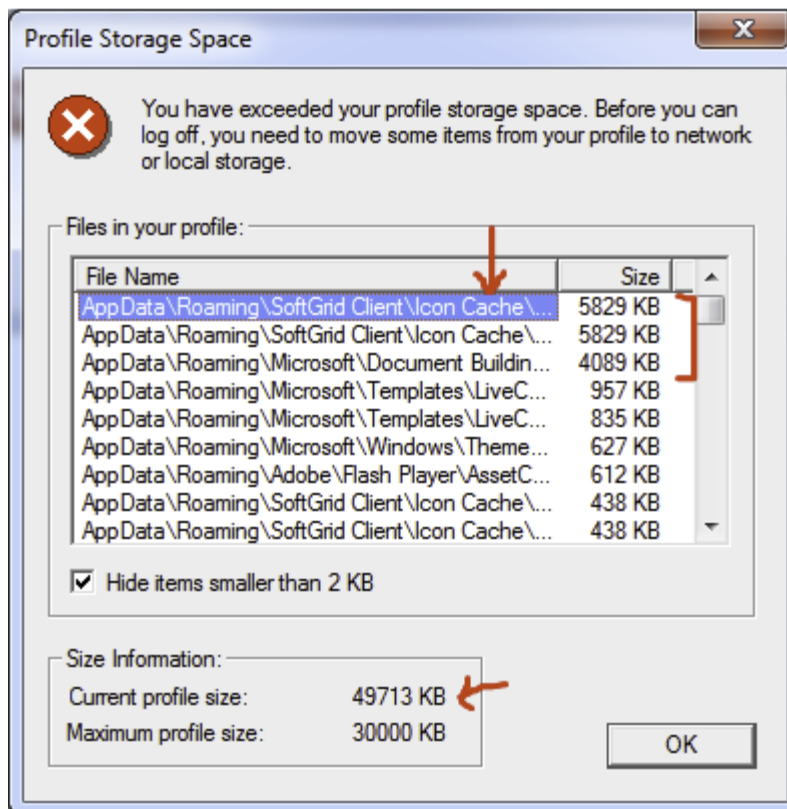 Profile Storage Space
You have exceeded your profile storage space. Before you can
log off, you need to move some items from your profile to network
or local storage.
Files in your profile:
File Name Size
AppData\Roaming\SoftGrid Client\Icon Cache\... 5829 KB
AppData\Roaming\SoftGrid Client\Icon Cache\... 5829 KB
AppData\Roaming\Microsoft\Document Buildin... 4089 KB
AppData\Roaming\Microsoft\Templates\LiveC... 957 KB
AppData\Roaming\Microsoft\Templates\LiveC... 835 KB
AppData\Roaming\Microsoft\Windows\Theme... 627 KB
AppData\Roaming\Adobe\Flash Player\AssetC... 612 KB
AppData\Roaming\SoftGrid Client\Icon Cache\... 438 KB
AppData\Roaming\SoftGrid Client\Icon Cache\... 438 KB
Hide items smaller than 2 KB
Size Information:
Current profile size: 49713 KB
Maximum profile size: 30000 KB
OK